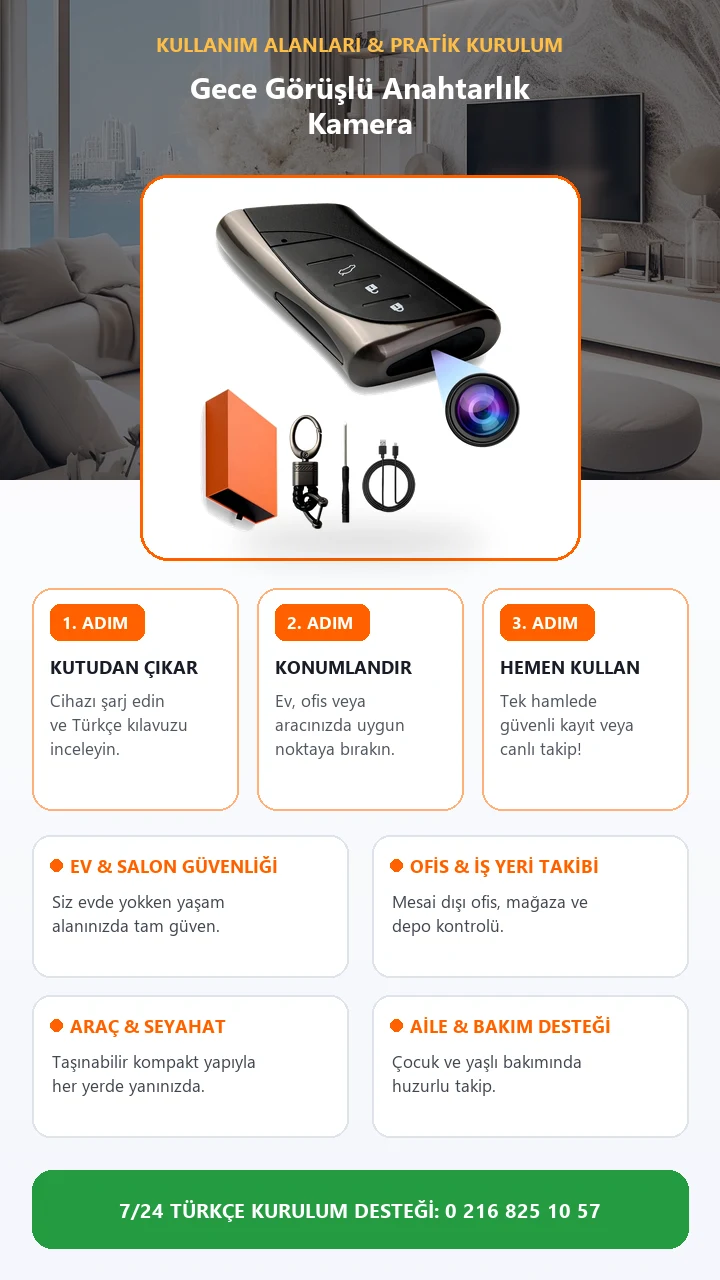 KULLANIM ALANLARI & PRATİK KURULUM
Gece Görüşlü Anahtarlık
Kamera
1. ADIM
KUTUDAN ÇIKAR
Cihazı şarj edin
ve Türkçe kılavuzu
inceleyin.
2. ADIM
KONUMLANDIR
Ev, ofis veya
aracınızda uygun
noktaya bırakın.
3. ADIM
HEMEN KULLAN
Tek hamlede
güvenli kayıt veya
canlı takip!
EV & SALON GÜVENLİĞİ
Siz evde yokken yaşam
alanınızda tam güven.
OFİS & İŞ YERİ TAKİBİ
Mesai dışı ofis, mağaza ve
depo kontrolü.
ARAÇ & SEYAHAT
Taşınabilir kompakt yapıyla
her yerde yanınızda.
AİLE & BAKIM DESTEĞİ
Çocuk ve yaşlı bakımında
huzurlu takip.
7/24 TÜRKÇE KURULUM DESTEĞİ: 0 216 825 10 57